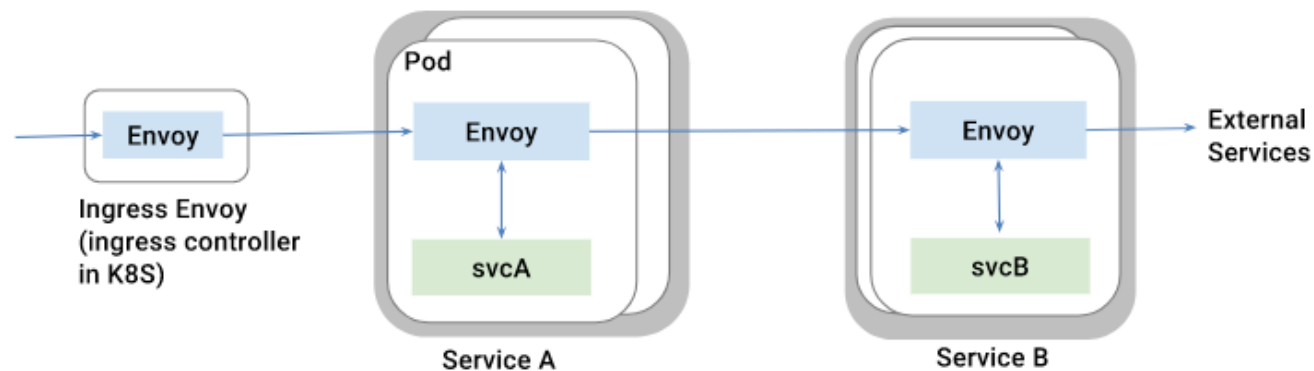 Pod
Envoy
Envoy
Envoy
External
Services
Ingress Envoy
(ingress controller
in K8S)
svcA
svcB
Service A
Service B